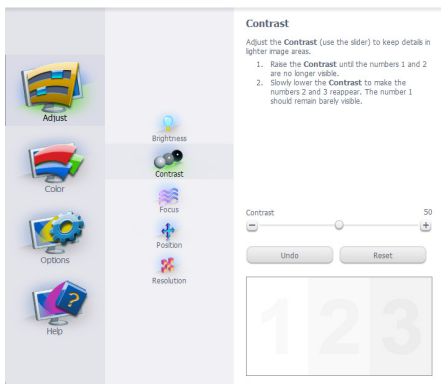 Adjust
Color
Options
Help
Brightness
Contrast
Focus
Position
Resolution
Contrast
Adjust the Contrast (use the slider) to keep details in
lighter image areas.
1. Raise the Contrast until the numbers 1 and 2
are no longer visible.
2. Slowly lower the Contrast to make the
numbers 2 and 3 reappear. The number 1
should remain barely visible.
Contrast 50
Undo Reset
1 2 3